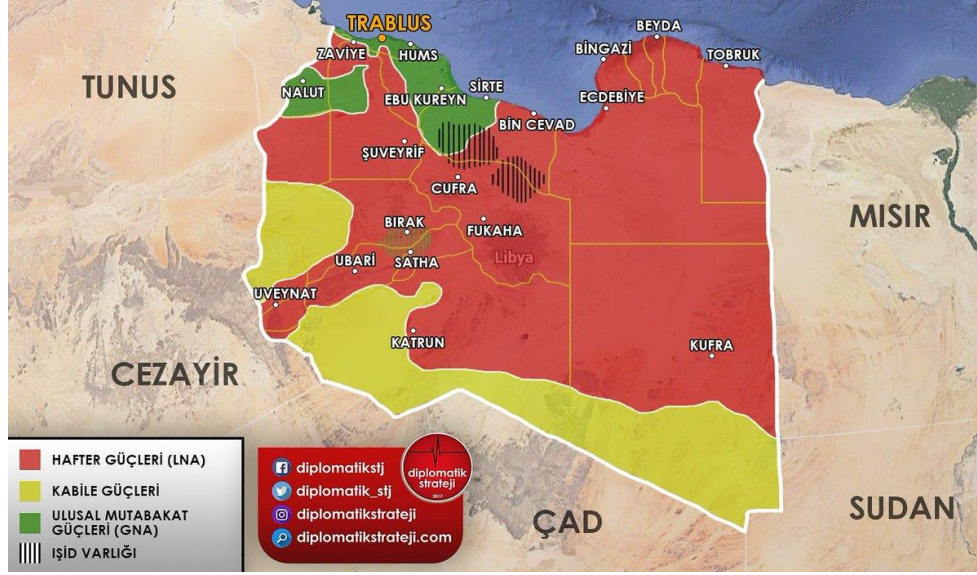 TRABLUS
BEYDA
ZAVİYE
HUMS
BİNGAZİ
TOBRUK
TUNUS
NALUT
EBU KUREYN
SİRTE
ECDEBİYE
BİN CEVAD
ŞUVEYRİF
CUFRA
MISIR
BIRAK
FUKAHA
UBARİ
SATHA
Libya
UVEYNAT
KATRUN
KUFRA
CEZAYİR
HAFTER GÜÇLERİ (LNA)
KABİLE GÜÇLERİ
ULUSAL MUTABAKAT
GÜÇLERİ (GNA)
IŞİD VARLIĞI
diplomatikstj
diplomatik_stj
diplomatikstrateji
diplomatikstrateji.com
diplomatik
strateji
2017
ÇAD
SUDAN